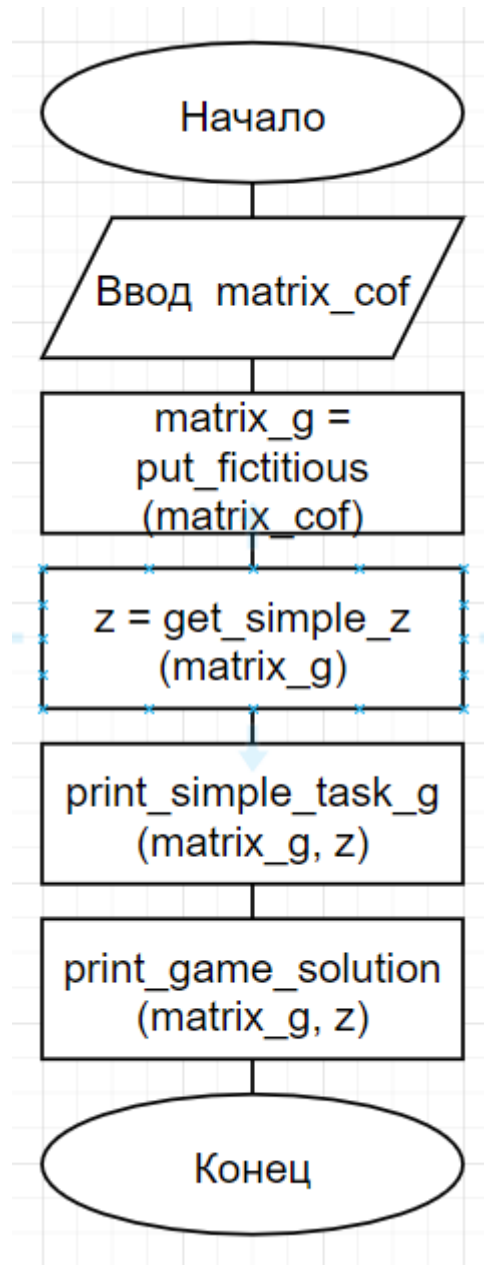 Начало
Ввод matrix_cof
matrix_g =
put_fictitious
(matrix_cof)
z = get_simple_z
(matrix_g)
print_simple_task_g
(matrix_g, z)
print_game_solution
(matrix_g, z)
Конец